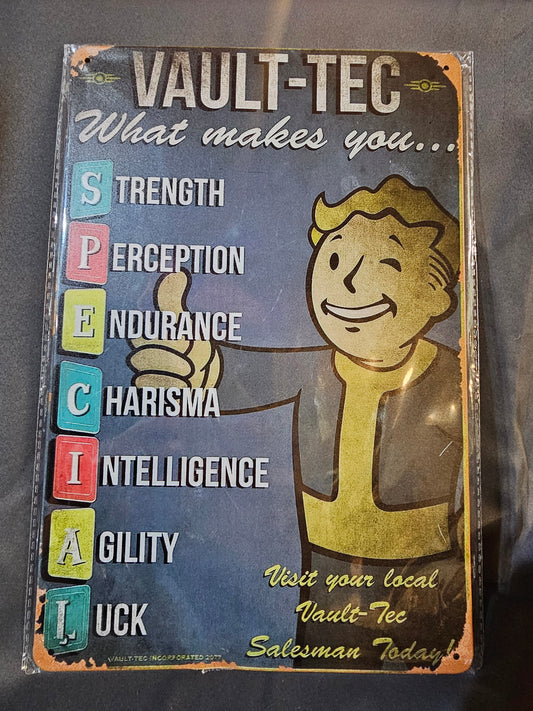 VAULT-TEC
What makes you...
STRENGTH
PERCEPTION
ENDURANCE
CHARISMA
INTELLIGENCE
AGILITY
LUCK
Visit your local
Vault-Tec
Salesman Today!
VAULT-TEC INCORPORATED 2077